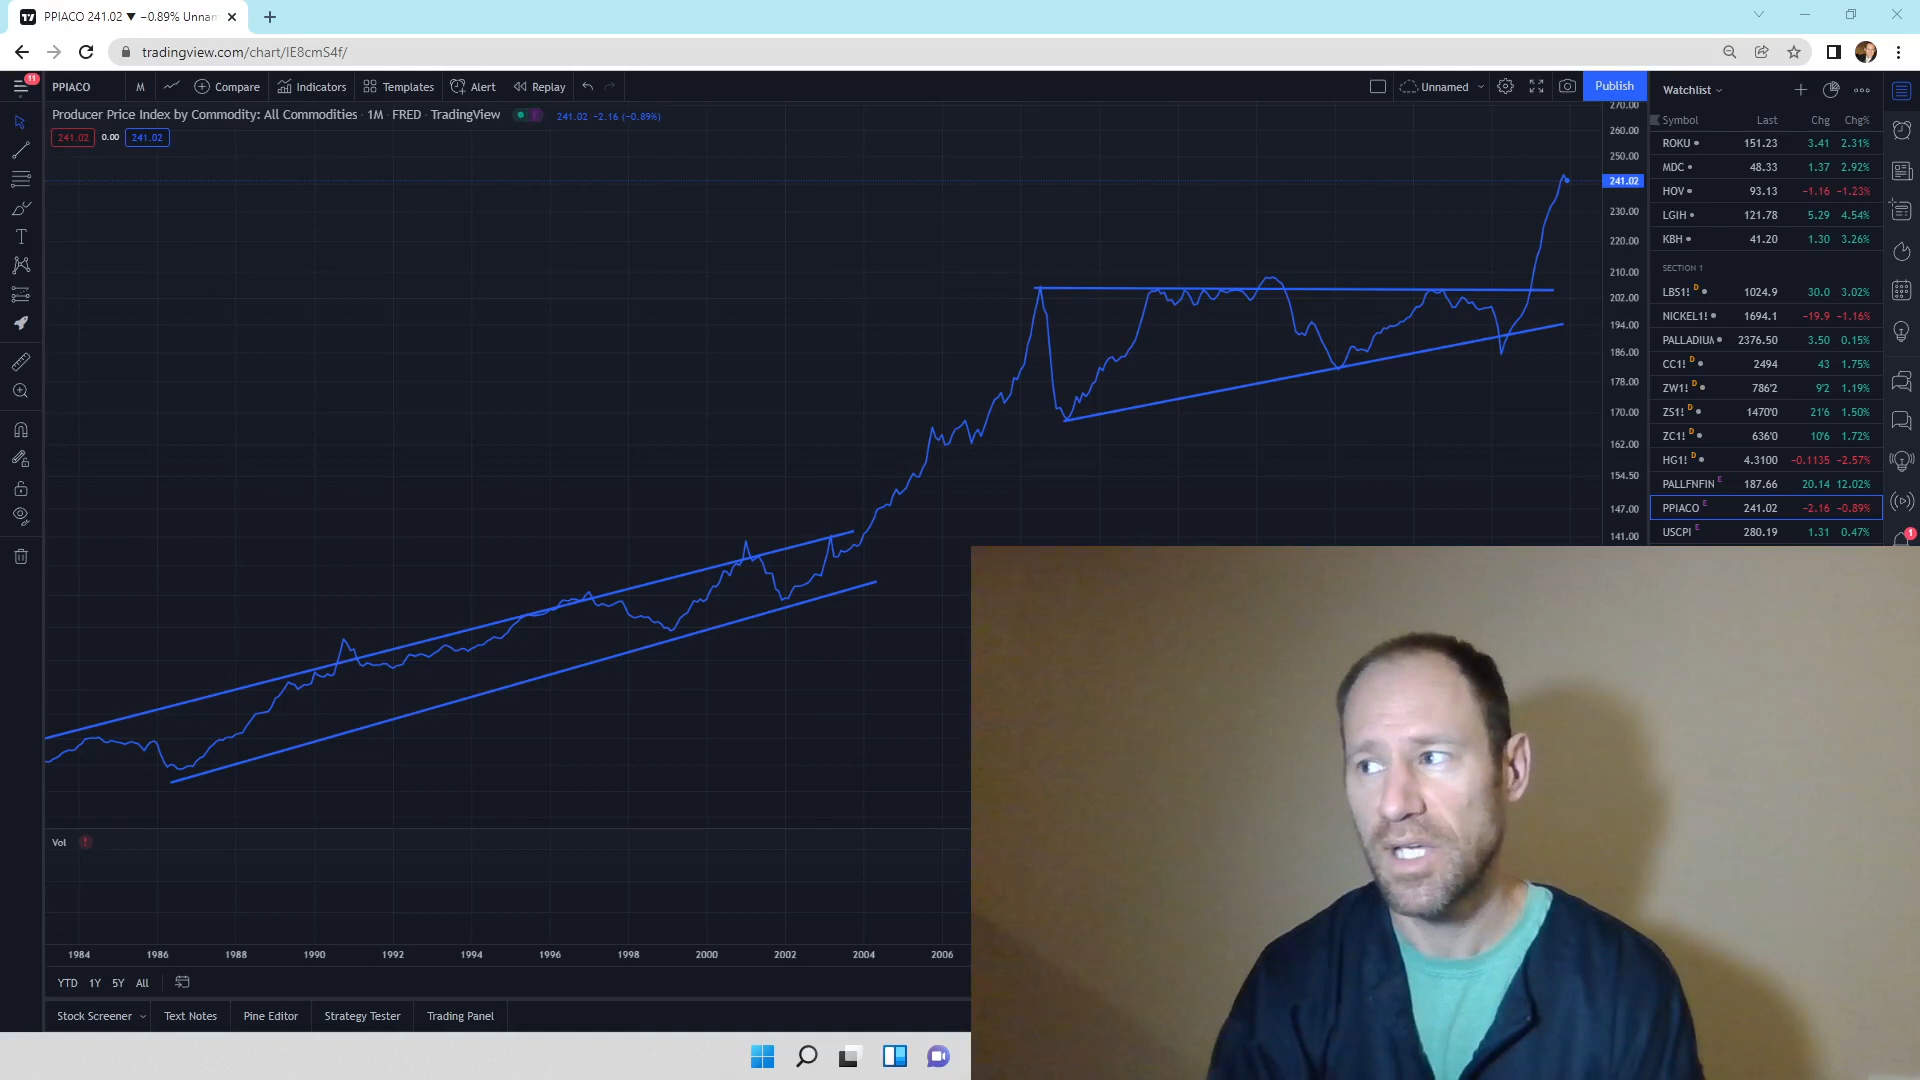 PPIACO 241.02 ▼ −0.89% Unnam
tradingview.com/chart/IE8cmS4f/
11
PPIACO M Compare Indicators Templates Alert Replay Unnamed Publish
Producer Price Index by Commodity: All Commodities · 1M · FRED · TradingView E 241.02 −2.16 (−0.89%)
241.02 0.00 241.02
270.00
260.00
250.00
241.02
230.00
220.00
210.00
202.00
194.00
186.00
178.00
170.00
162.00
154.50
147.00
141.00
Watchlist
Symbol Last Chg Chg%
ROKU 151.23 3.41 2.31%
MDC 48.33 1.37 2.92%
HOV 93.13 −1.16 −1.23%
LGIH 121.78 5.29 4.54%
KBH 41.20 1.30 3.26%
SECTION 1
LBS1! D 1024.9 30.0 3.02%
NICKEL1! 1694.1 −19.9 −1.16%
PALLADIUM 2376.50 3.50 0.15%
CC1! D 2494 43 1.75%
ZW1! D 786'2 9'2 1.19%
ZS1! D 1470'0 21'6 1.50%
ZC1! D 636'0 10'6 1.72%
HG1! D 4.3100 −0.1135 −2.57%
PALLFNFIN E 187.66 20.14 12.02%
PPIACO E 241.02 −2.16 −0.89%
USCPI E 280.19 1.31 0.47%
1
Vol !
1984 1986 1988 1990 1992 1994 1996 1998 2000 2002 2004 2006
YTD 1Y 5Y All
Stock Screener Text Notes Pine Editor Strategy Tester Trading Panel